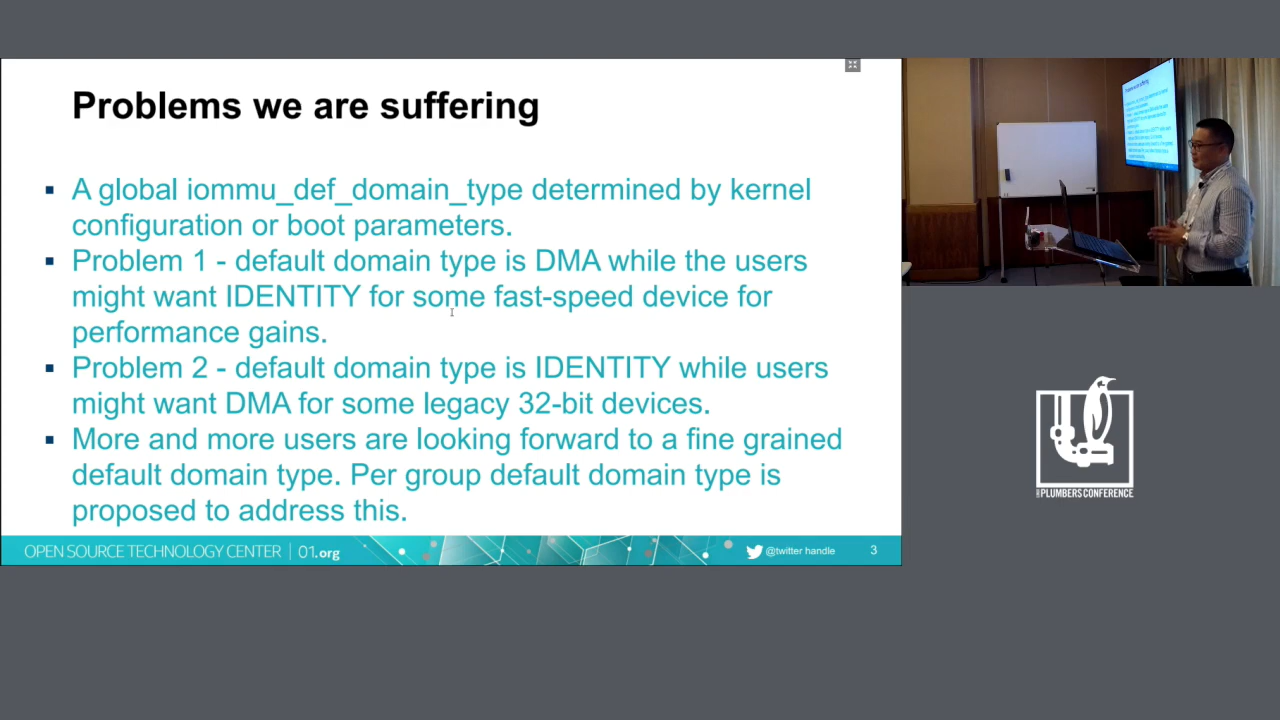 Problems we are suffering
▪ A global iommu_def_domain_type determined by kernel
configuration or boot parameters.
▪ Problem 1 - default domain type is DMA while the users
might want IDENTITY for some fast-speed device for
performance gains.
▪ Problem 2 - default domain type is IDENTITY while users
might want DMA for some legacy 32-bit devices.
▪ More and more users are looking forward to a fine grained
default domain type. Per group default domain type is
proposed to address this.
OPEN SOURCE TECHNOLOGY CENTER | 01.org
@twitter handle
3
PLUMBERS CONFERENCE